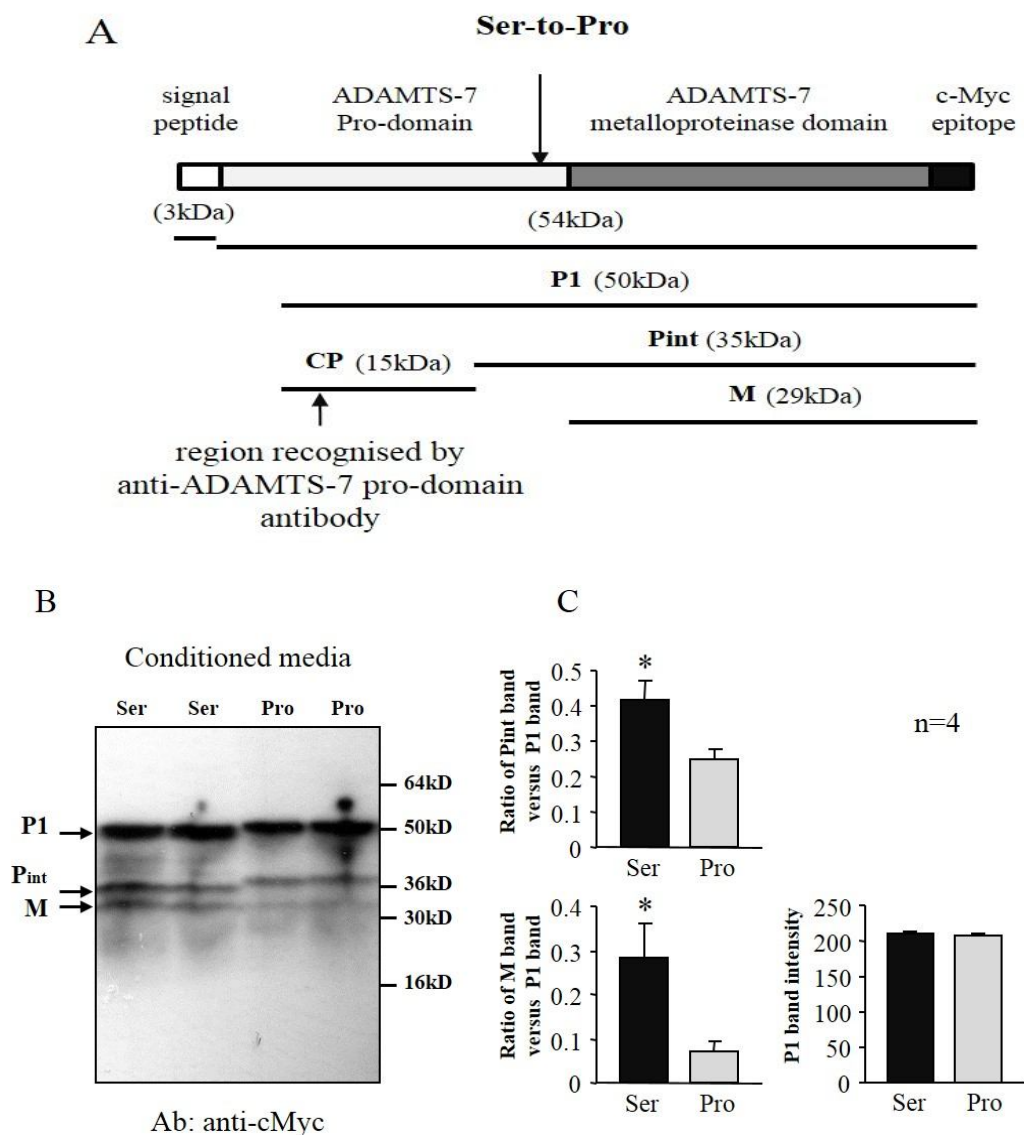 A
Ser-to-Pro
signal
peptide
ADAMTS-7
Pro-domain
ADAMTS-7
metalloproteinase domain
c-Myc
epitope
(3kDa)
(54kDa)
P1 (50kDa)
Pint (35kDa)
CP (15kDa)
M (29kDa)
region recognised by
anti-ADAMTS-7 pro-domain
antibody
B
Conditioned media
Ser Ser Pro Pro
64kD
P1
50kD
Pint
36kD
M
30kD
16kD
Ab: anti-cMyc
C
Ratio of Pint band
versus P1 band
0.5
0.4
0.3
0.2
0.1
0
*
Ser Pro
n=4
Ratio of M band
versus P1 band
0.4
0.3
0.2
0.1
0
*
Ser Pro
P1 band intensity
250
200
150
100
50
0
Ser Pro